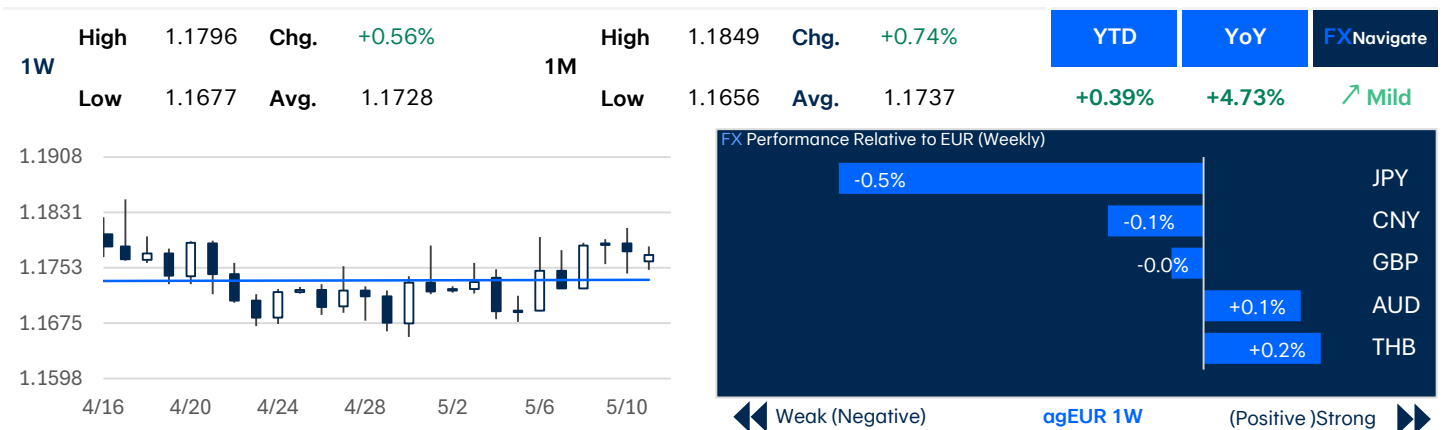 High 1.1796 Chg. +0.56% High 1.1849 Chg. +0.74% YTD YoY FXNavigate
1W 1M
Low 1.1677 Avg. 1.1728 Low 1.1656 Avg. 1.1737 +0.39% +4.73% ↗ Mild
FX Performance Relative to EUR (Weekly)
1.1908
1.1831
1.1753
1.1675
1.1598
4/16 4/20 4/24 4/28 5/2 5/6 5/10
-0.5% JPY
-0.1% CNY
-0.0% GBP
+0.1% AUD
+0.2% THB
Weak (Negative) agEUR 1W (Positive )Strong